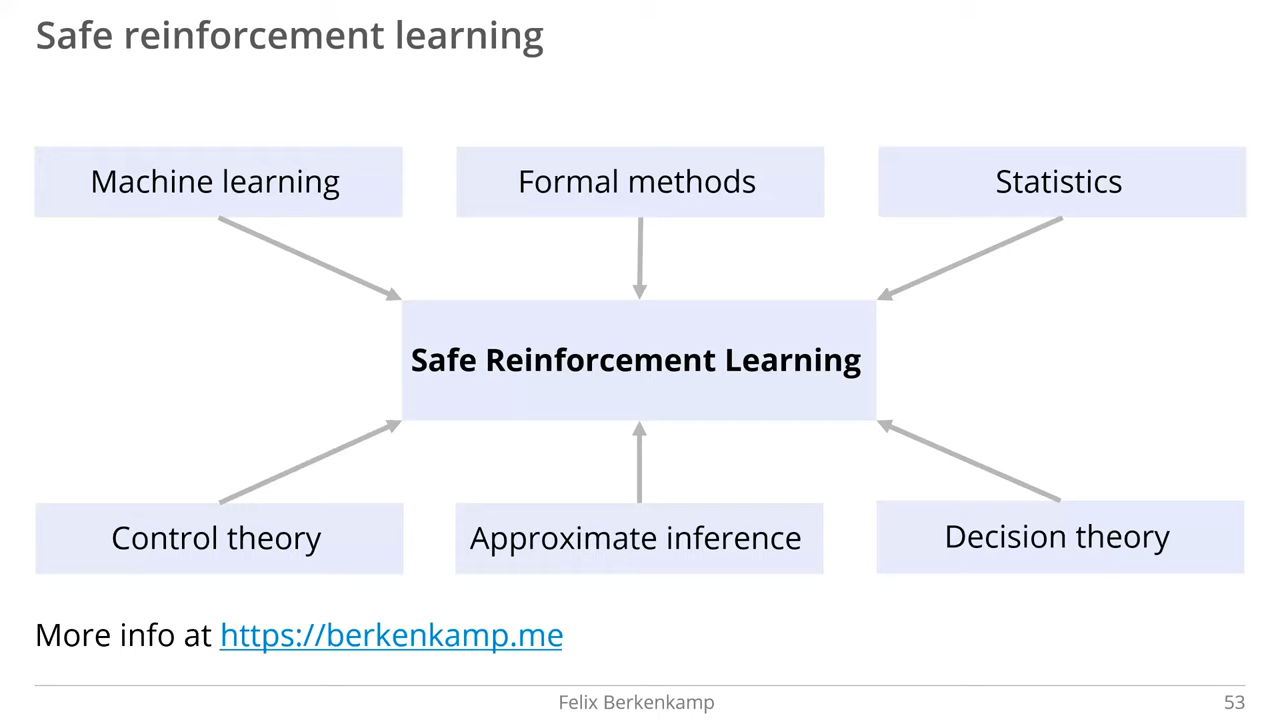 Safe reinforcement learning
Machine learning
Formal methods
Statistics
Safe Reinforcement Learning
Control theory
Approximate inference
Decision theory
More info at https://berkenkamp.me
Felix Berkenkamp
53